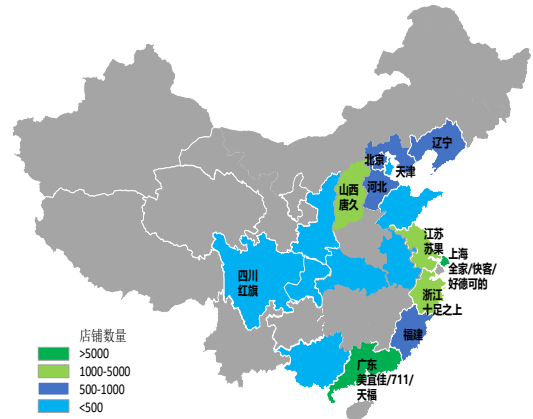 辽宁
北京
天津
河北
山西
唐久
江苏
苏果
上海
全家/快客/
好德可的
浙江
十足之上
四川
红旗
福建
广东
美宜佳/711/
天福
店铺数量
>5000
1000-5000
500-1000
<500